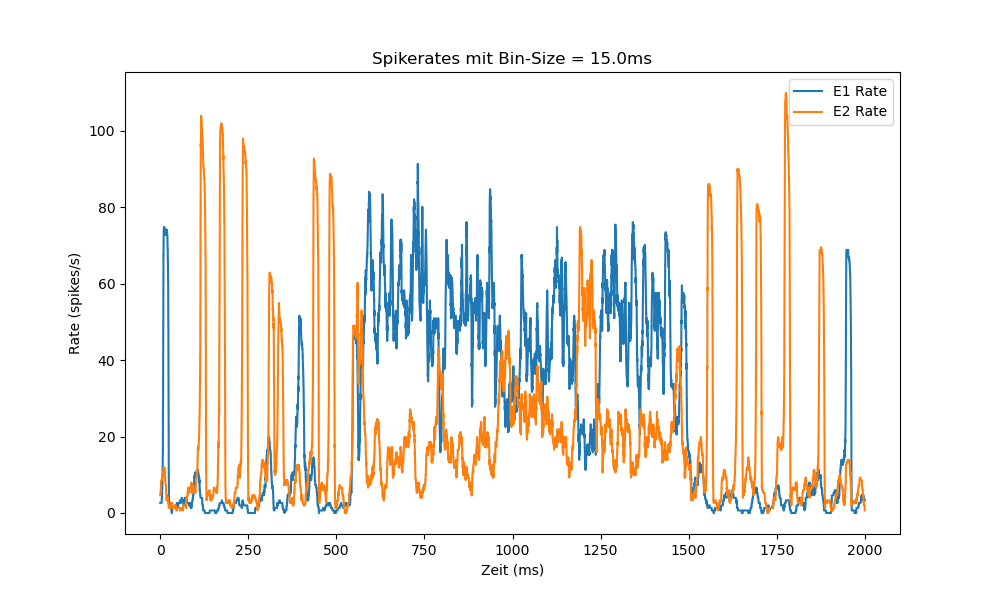 Spikerates mit Bin-Size = 15.0ms
E1 Rate
E2 Rate
100
80
60
40
20
0
Rate (spikes/s)
0 250 500 750 1000 1250 1500 1750 2000
Zeit (ms)